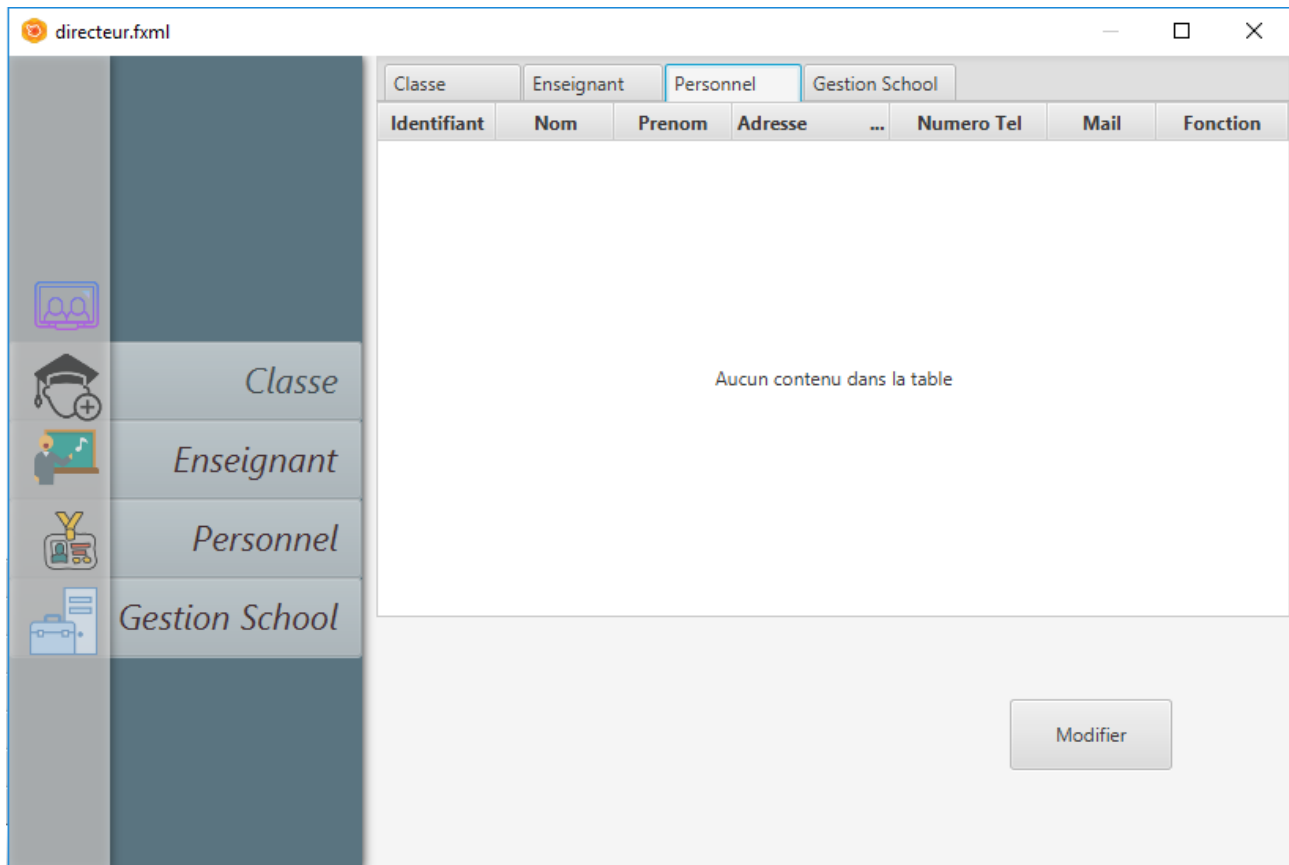 directeur.fxml
Classe Enseignant Personnel Gestion School
Identifiant Nom Prenom Adresse ... Numero Tel Mail Fonction
Aucun contenu dans la table
Classe
Enseignant
Personnel
Gestion School
Modifier